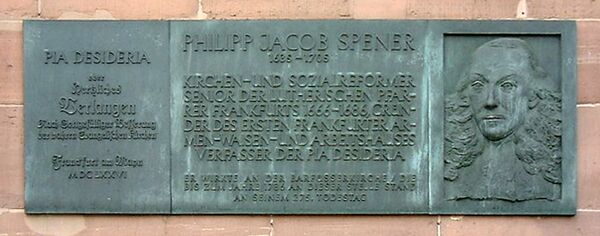 PIA DESIDERIA
oder
Herzliches
Verlangen
Nach Gottgefälliger Besserung
der wahren Evangelischen Kirchen
Franckfurt am Mayn
MDCLXXVI
PHILIPP JACOB SPENER
1635-1705
KIRCHEN- UND SOZIALREFORMER
SENIOR DER LUTHERISCHEN PFAR-
RER FRANKFURTS 1666-1686 GRÜN-
DER DES ERSTEN FRANKFURTER AR-
MEN-WAISEN- UND ARBEITSHAUSES
VERFASSER DER PIA DESIDERIA
ER WIRKTE AN DER BARFÜSSERKIRCHE, DIE
BIS ZUM JAHRE 1786 AN DIESER STELLE STAND
AN SEINEM 275. TODESTAG